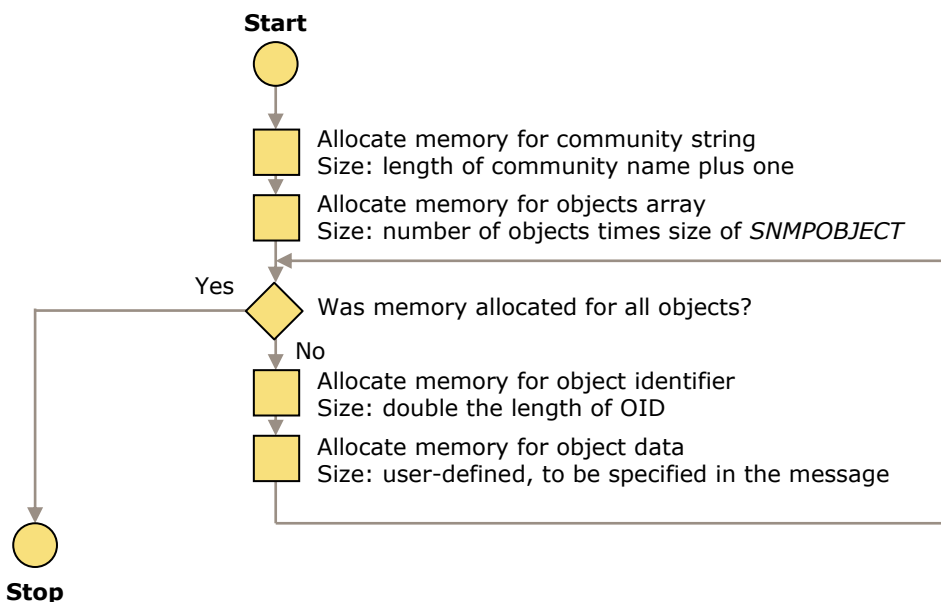 Start
Allocate memory for community string
Size: length of community name plus one
Allocate memory for objects array
Size: number of objects times size of SNMPOBJECT
Yes
Was memory allocated for all objects?
No
Allocate memory for object identifier
Size: double the length of OID
Allocate memory for object data
Size: user-defined, to be specified in the message
Stop